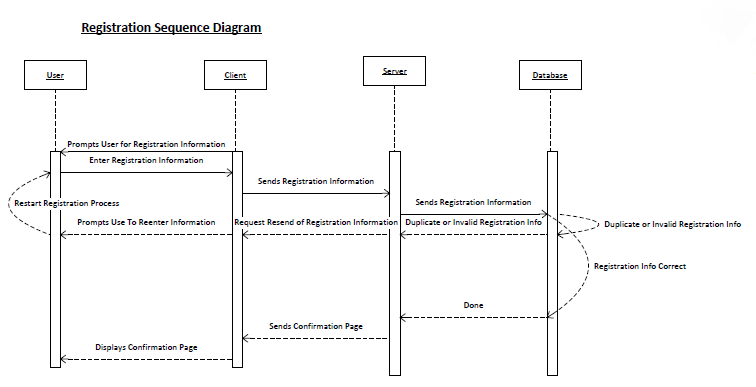 Registration Sequence Diagram
User
Client
Server
Database
Prompts User for Registration Information
Enter Registration Information
Sends Registration Information
Sends Registration Information
Restart Registration Process
Prompts Use To Reenter Information
Request Resend of Registration Information
Duplicate or Invalid Registration Info
Duplicate or Invalid Registration Info
Registration Info Correct
Done
Sends Confirmation Page
Displays Confirmation Page